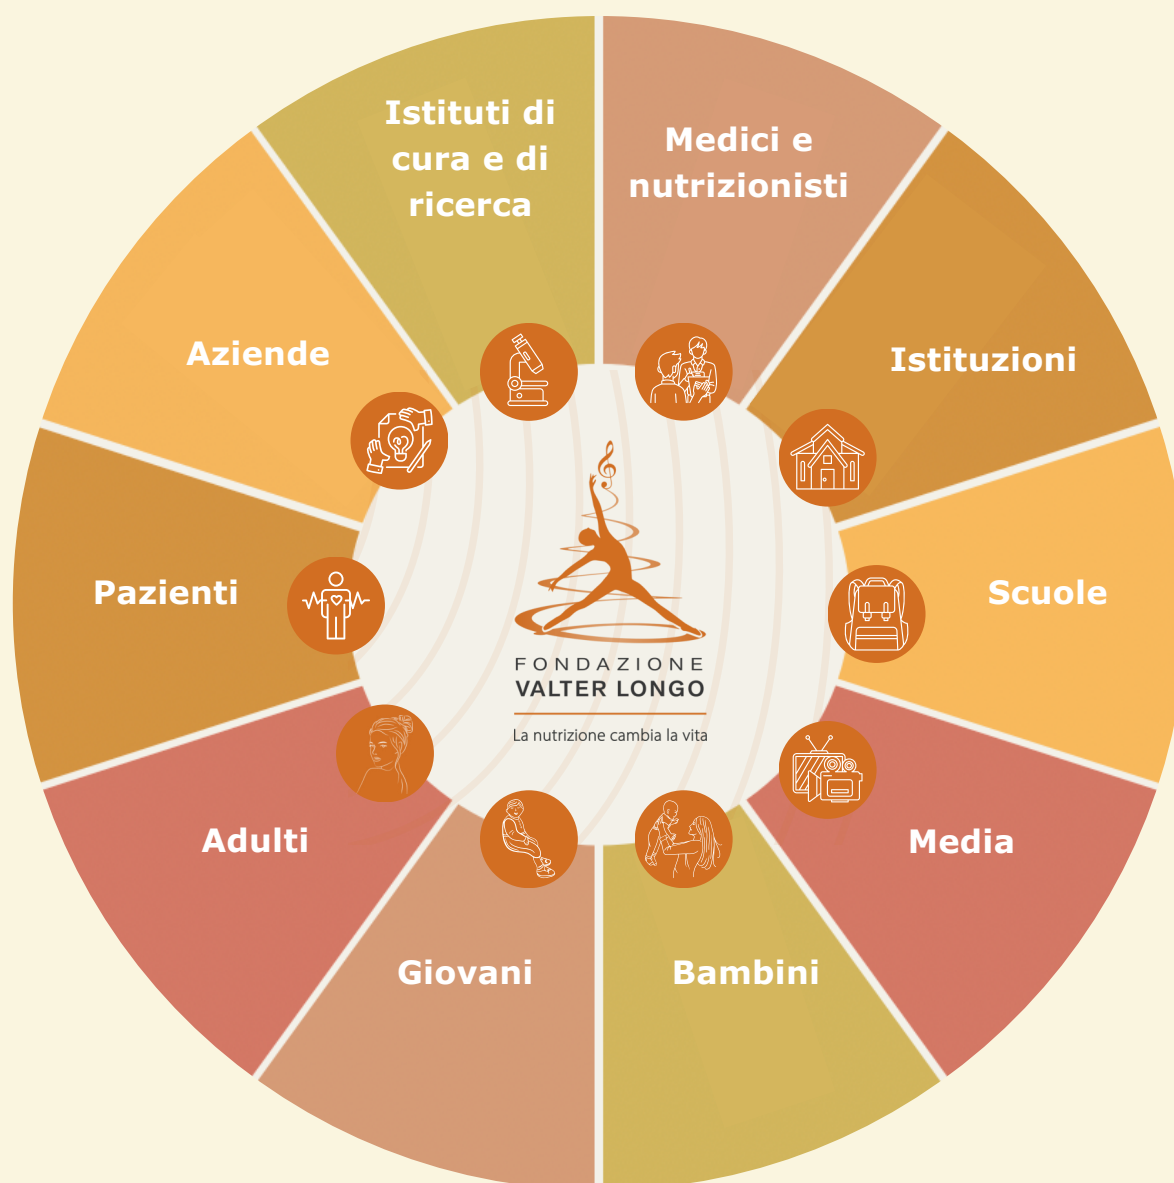 Istituti di
cura e di
ricerca
Medici e
nutrizionisti
Aziende
Istituzioni
Pazienti
Scuole
FONDAZIONE
VALTER LONGO
La nutrizione cambia la vita
Adulti
Media
Giovani
Bambini